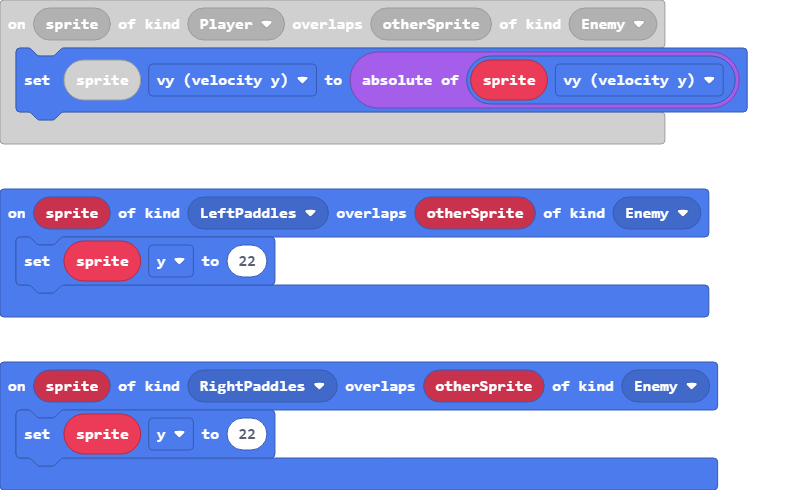 on sprite of kind Player overlaps otherSprite of kind Enemy
set sprite vy (velocity y) to absolute of sprite vy (velocity y)
on sprite of kind LeftPaddles overlaps otherSprite of kind Enemy
set sprite y to 22
on sprite of kind RightPaddles overlaps otherSprite of kind Enemy
set sprite y to 22